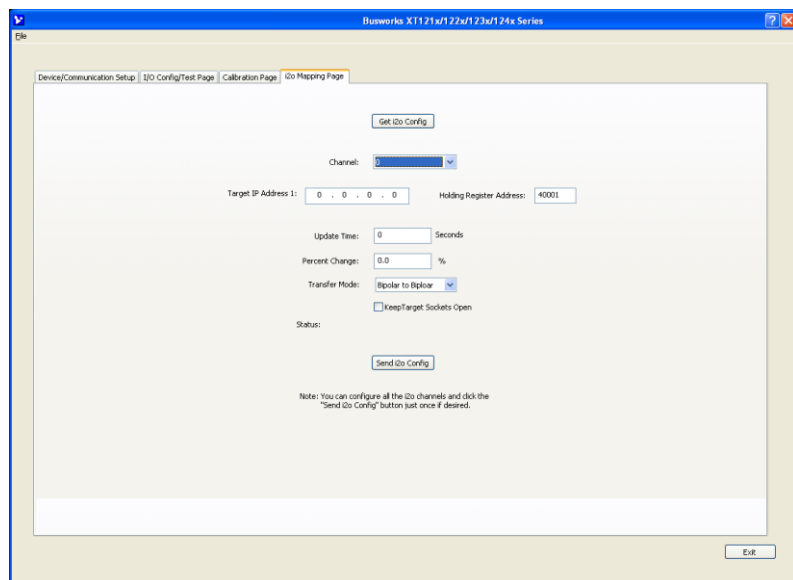 Busworks XT121x/122x/123x/124x Series
File
Device/Communication Setup I/O Config/Test Page Calibration Page i2o Mapping Page
Get i2o Config
Channel: 0
Target IP Address 1: 0 . 0 . 0 . 0 Holding Register Address: 40001
Update Time: 0 Seconds
Percent Change: 0.0 %
Transfer Mode: Bipolar to Biploar
KeepTarget Sockets Open
Status:
Send i2o Config
Note: You can configure all the i2o channels and click the
"Send i2o Config" button just once if desired.
Exit